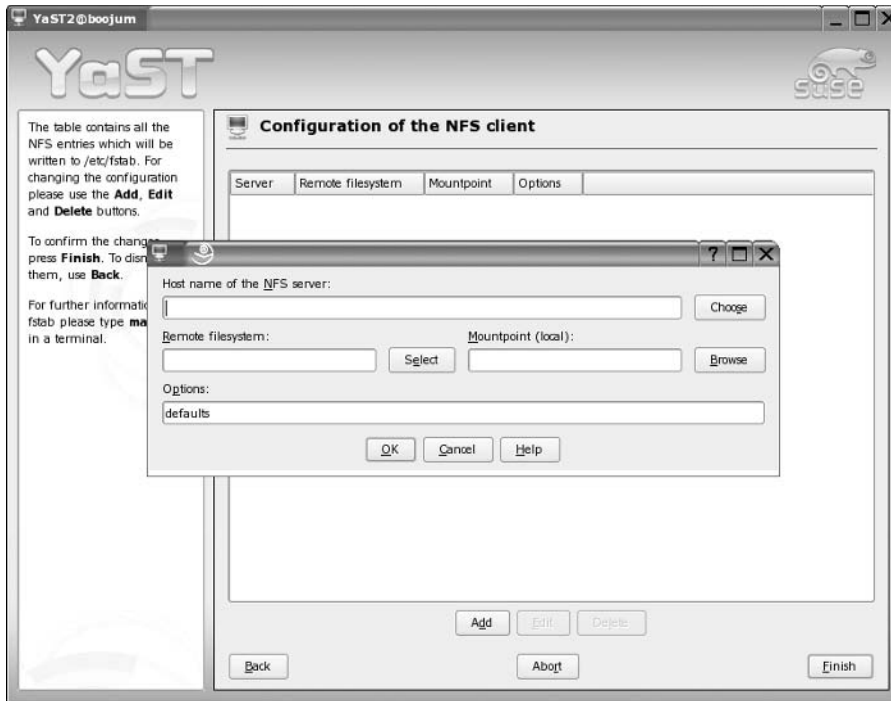 YaST2@boojum
YaST
suse
The table contains all the
NFS entries which will be
written to /etc/fstab. For
changing the configuration
please use the Add, Edit
and Delete buttons.
To confirm the
press Finish. To
them, use Back.
For further
fstab please type
in a terminal.
Configuration of the NFS client
Server Remote filesystem Mountpoint Options
Host name of the NFS server:
Choose
Remote filesystem: Mountpoint (local):
Select Browse
Options:
defaults
OK Cancel Help
Add Edit Delete
Back Abort Finish